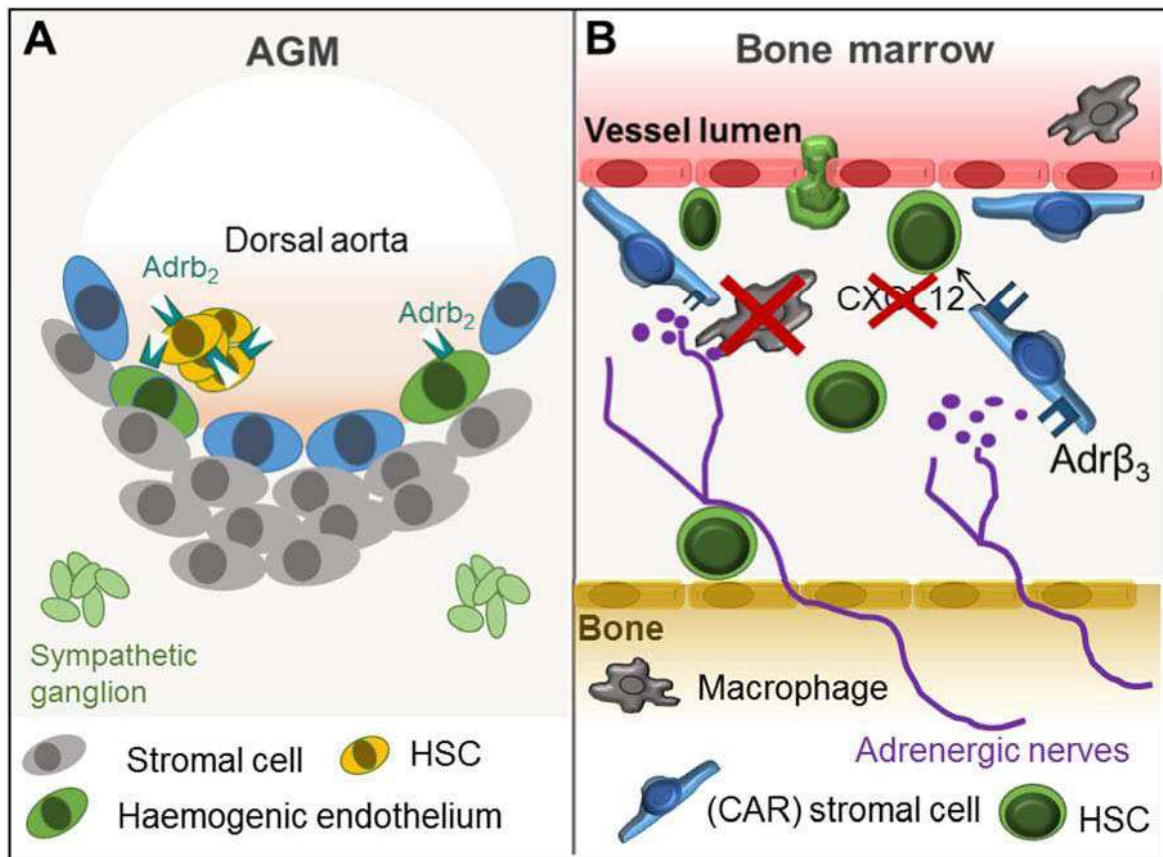 A
AGM
Dorsal aorta
Adrb₂
Adrb₂
Sympathetic
ganglion
Stromal cell
HSC
Haemogenic endothelium
B
Bone marrow
Vessel lumen
CXCL12
Adrβ₃
Bone
Macrophage
Adrenergic nerves
(CAR) stromal cell
HSC